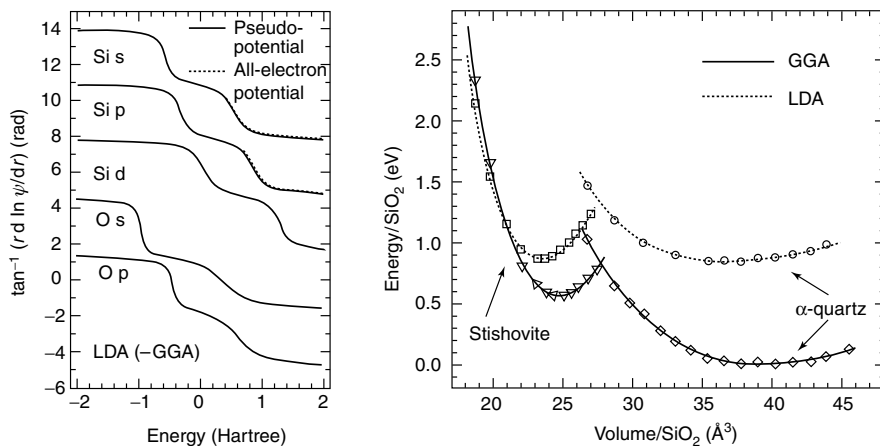 14
12
10
8
6
4
2
0
−2
−4
−6
tan⁻¹ (r d ln ψ/dr) (rad)
Pseudo-
potential
All-electron
potential
Si s
Si p
Si d
O s
O p
LDA (−GGA)
−2
−1
0
1
2
Energy (Hartree)
2.5
2.0
1.5
1.0
0.5
0.0
Energy/SiO₂ (eV)
GGA
LDA
Stishovite
α-quartz
20
25
30
35
40
45
Volume/SiO₂ (Å³)